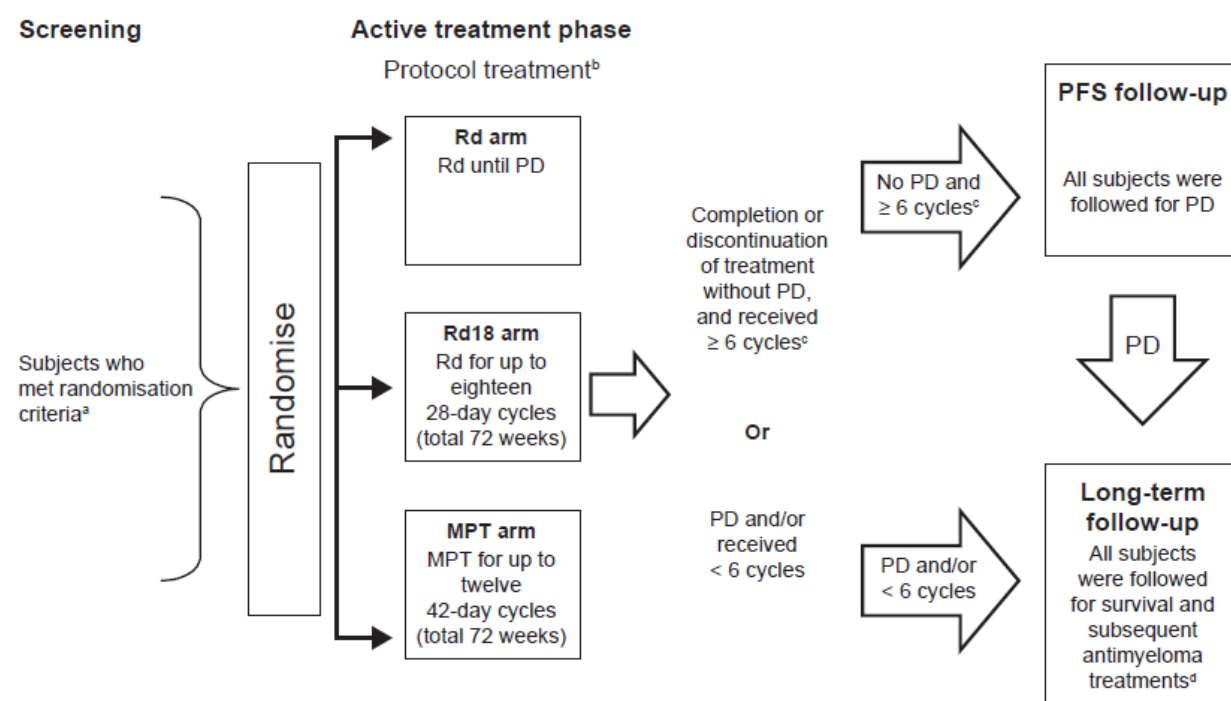 Screening
Active treatment phase
Protocol treatmentᵇ
Subjects who
met randomisation
criteriaᵃ
Randomise
Rd arm
Rd until PD
Rd18 arm
Rd for up to
eighteen
28-day cycles
(total 72 weeks)
MPT arm
MPT for up to
twelve
42-day cycles
(total 72 weeks)
Completion or
discontinuation
of treatment
without PD,
and received
≥ 6 cyclesᶜ
Or
PD and/or
received
< 6 cycles
No PD and
≥ 6 cyclesᶜ
PD and/or
< 6 cycles
PFS follow-up
All subjects were
followed for PD
PD
Long-term
follow-up
All subjects
were followed
for survival and
subsequent
antimyeloma
treatmentsᵈ